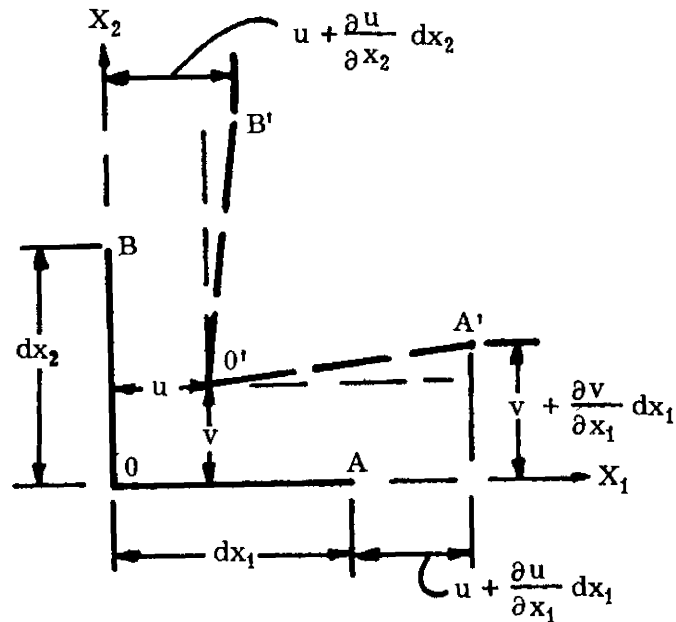 X₂
u + ∂u/∂x₂ dx₂
B'
B
A'
dx₂
0'
u
v
v + ∂v/∂x₁ dx₁
0
A
X₁
dx₁
u + ∂u/∂x₁ dx₁